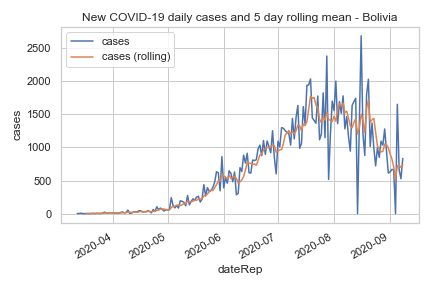 New COVID-19 daily cases and 5 day rolling mean - Bolivia
cases
cases (rolling)
2500
2000
1500
1000
500
0
cases
2020-04
2020-05
2020-06
2020-07
2020-08
2020-09
dateRep